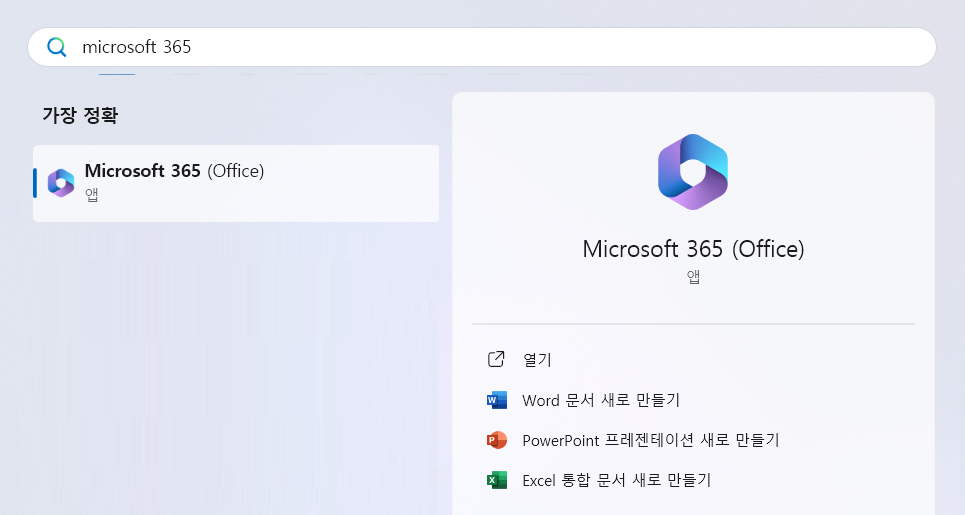 microsoft 365
가장 정확
Microsoft 365 (Office)
앱
Microsoft 365 (Office)
앱
열기
Word 문서 새로 만들기
PowerPoint 프레젠테이션 새로 만들기
Excel 통합 문서 새로 만들기